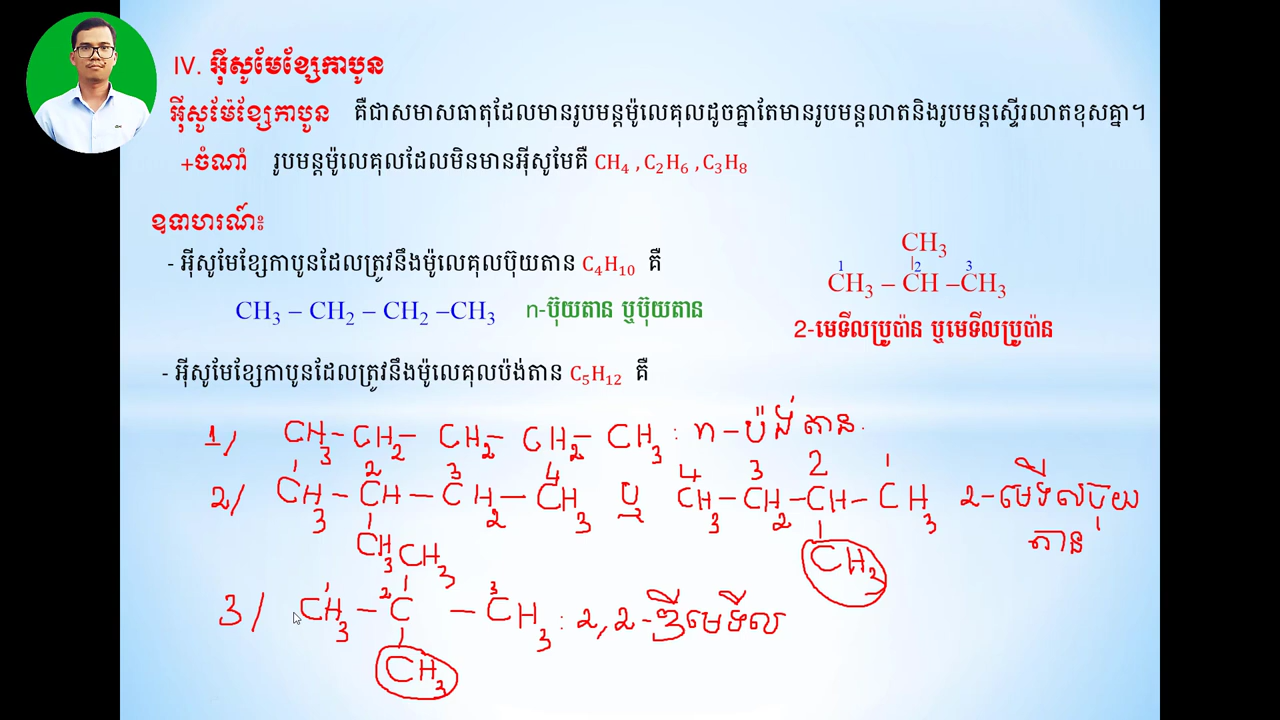 IV. អ៊ីសូមែខ្សែកាបូន
អ៊ីសូម៉ែខ្សែកាបូន គឺជាសមាសធាតុដែលមានរូបមន្តម៉ូលេគុលដូចគ្នាតែមានរូបមន្តលាតនិងរូបមន្តស្ទើរលាតខុសគ្នា។
+ចំណាំ រូបមន្តម៉ូលេគុលដែលមិនមានអ៊ីសូមែគឺ CH₄ , C₂H₆ , C₃H₈
ឧទាហរណ៍ៈ
- អ៊ីសូមែខ្សែកាបូនដែលត្រូវនឹងម៉ូលេគុលប៊ុយតាន C₄H₁₀ គឺ
CH₃ – CH₂ – CH₂ –CH₃ n-ប៊ុយតាន ឬប៊ុយតាន
CH₃
1 2 3
CH₃ – CH –CH₃
2-មេទីលប្រូប៉ាន ឬមេទីលប្រូប៉ាន
- អ៊ីសូមែខ្សែកាបូនដែលត្រូវនឹងម៉ូលេគុលប៉ង់តាន C₅H₁₂ គឺ
1/ CH₃– CH₂– CH₂– CH₂– CH₃ : n – ប៉ង់តាន.
1 2 3 4 4 3 2 1
2/ CH₃ – CH – CH₂ – CH₃ ឬ CH₃ – CH₂ – CH – CH₃ 2-មេទីលប៊ុយ
តាន
CH₃ CH₃
CH₃
1 2 3
3/ CH₃ – C – CH₃ : 2,2-ឌីមេទីល
CH₃